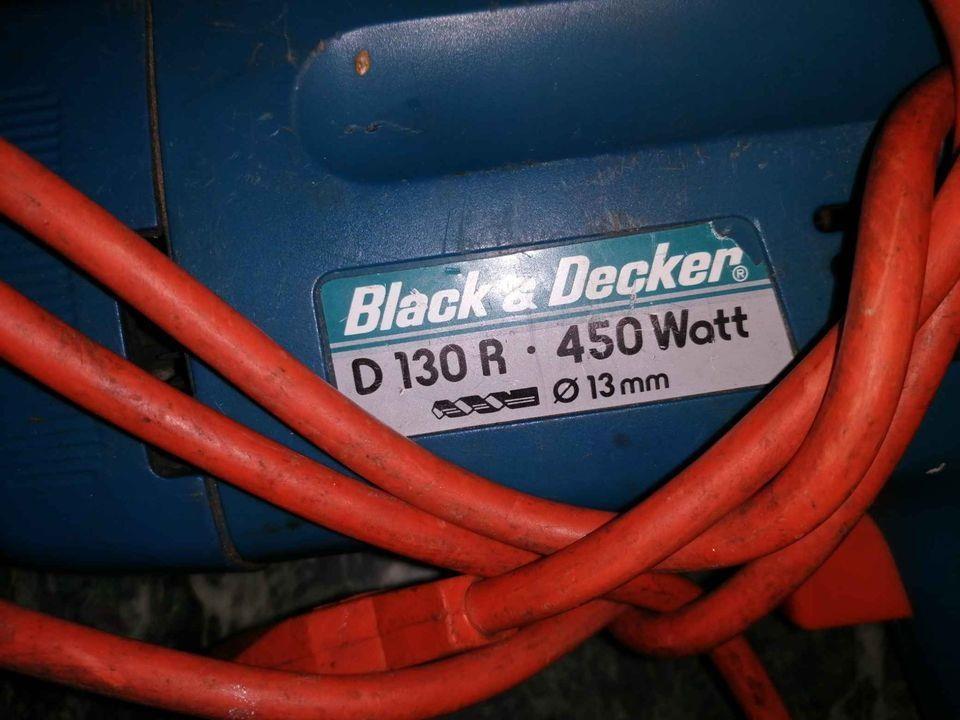 Black & Decker®
D 130 R · 450 Watt
Ø 13 mm